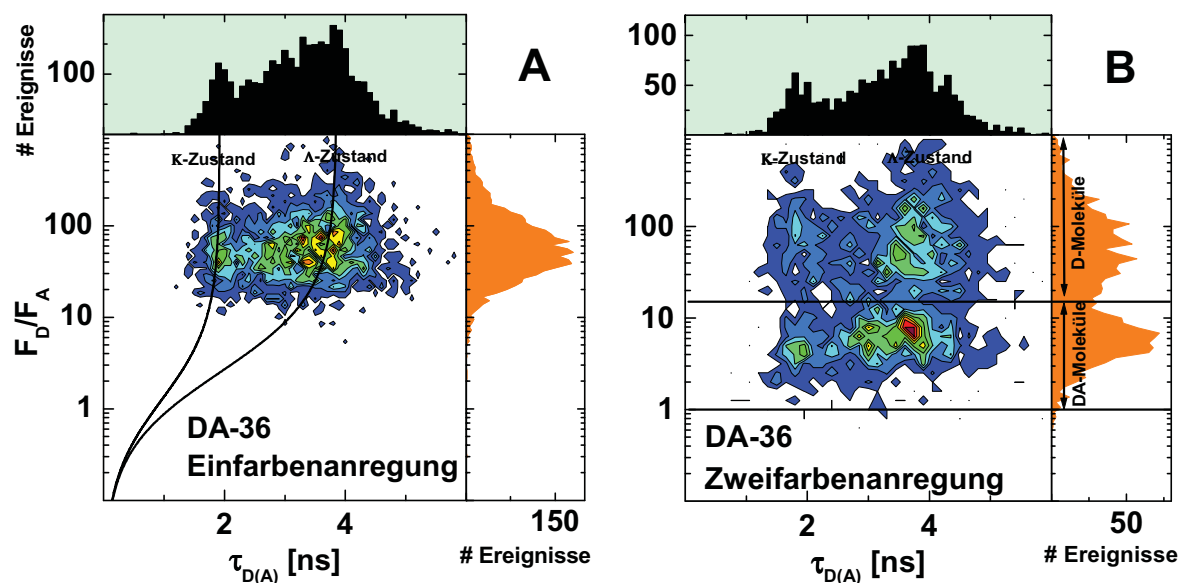 A
# Ereignisse
100
Κ-Zustand
Λ-Zustand
F_D/F_A
100
10
1
DA-36
Einfarbenanregung
2
4
τ_D(A) [ns]
150
# Ereignisse
B
100
50
Κ-Zustand
Λ-Zustand
100
10
1
D-Moleküle
DA-Moleküle
DA-36
Zweifarbenanregung
2
4
τ_D(A) [ns]
50
# Ereignisse